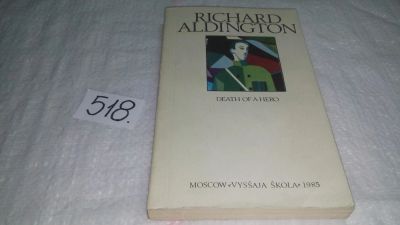 RICHARD
ALDINGTON
DEATH OF A HERO
518.
MOSCOW «VYSŠAJA ŠKOLA» 1985